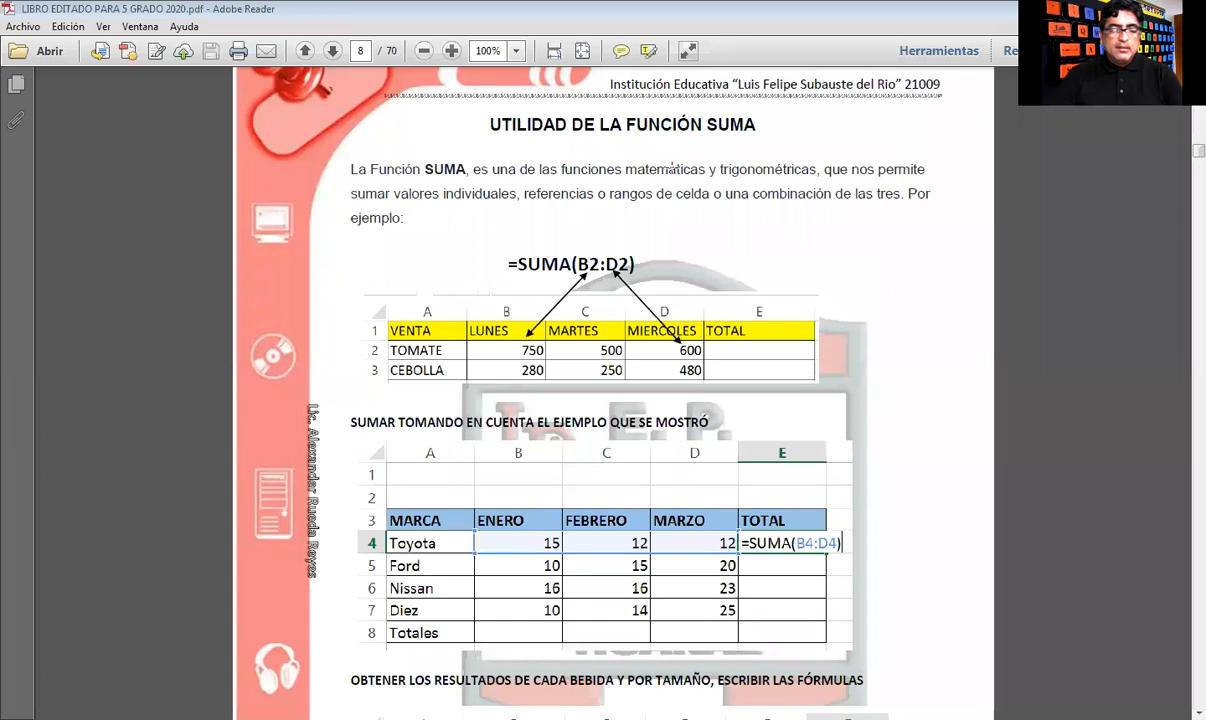 LIBRO EDITADO PARA 5 GRADO 2020.pdf - Adobe Reader
Archivo Edición Ver Ventana Ayuda
Abrir 8 / 70 100% Herramientas Re
Institución Educativa “Luis Felipe Subauste del Rio” 21009
UTILIDAD DE LA FUNCIÓN SUMA
La Función SUMA, es una de las funciones matemáticas y trigonométricas, que nos permite
sumar valores individuales, referencias o rangos de celda o una combinación de las tres. Por
ejemplo:
=SUMA(B2:D2)
A B C D E
1 VENTA LUNES MARTES MIERCOLES TOTAL
2 TOMATE 750 500 600
3 CEBOLLA 280 250 480
SUMAR TOMANDO EN CUENTA EL EJEMPLO QUE SE MOSTRÓ
A B C D E
1
2
3 MARCA ENERO FEBRERO MARZO TOTAL
4 Toyota 15 12 12 =SUMA(B4:D4)
5 Ford 10 15 20
6 Nissan 16 16 23
7 Diez 10 14 25
8 Totales
OBTENER LOS RESULTADOS DE CADA BEBIDA Y POR TAMAÑO, ESCRIBIR LAS FÓRMULAS
Lic. Alexander Rueda Reyes